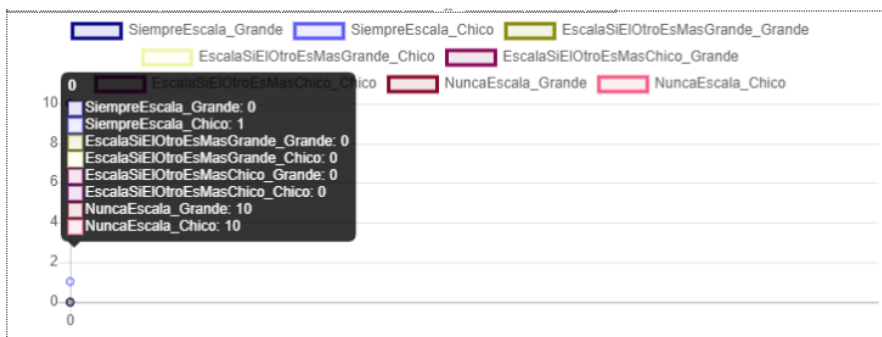 SiempreEscala_Grande SiempreEscala_Chico EscalaSiElOtroEsMasGrande_Grande
EscalaSiElOtroEsMasGrande_Chico EscalaSiElOtroEsMasChico_Grande
EscalaSiElOtroEsMasChico_Chico NuncaEscala_Grande NuncaEscala_Chico
0
SiempreEscala_Grande: 0
SiempreEscala_Chico: 1
EscalaSiElOtroEsMasGrande_Grande: 0
EscalaSiElOtroEsMasGrande_Chico: 0
EscalaSiElOtroEsMasChico_Grande: 0
EscalaSiElOtroEsMasChico_Chico: 0
NuncaEscala_Grande: 10
NuncaEscala_Chico: 10
10
8
6
4
2
0
0